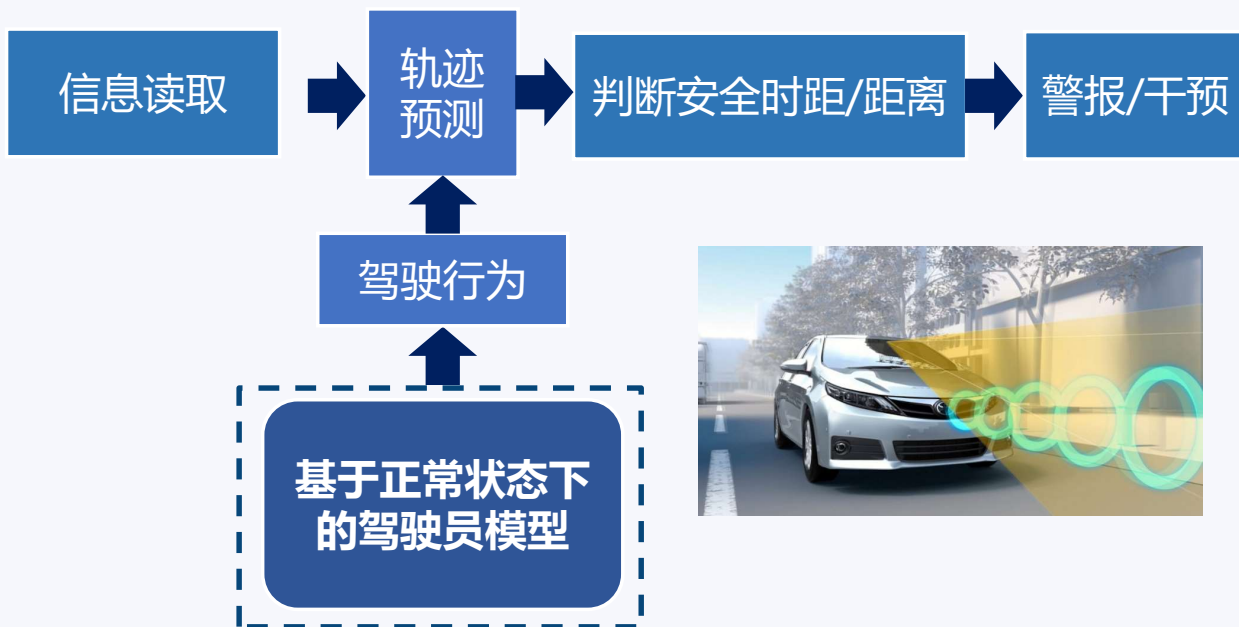 信息读取
轨迹
预测
判断安全时距/距离
警报/干预
驾驶行为
基于正常状态下
的驾驶员模型